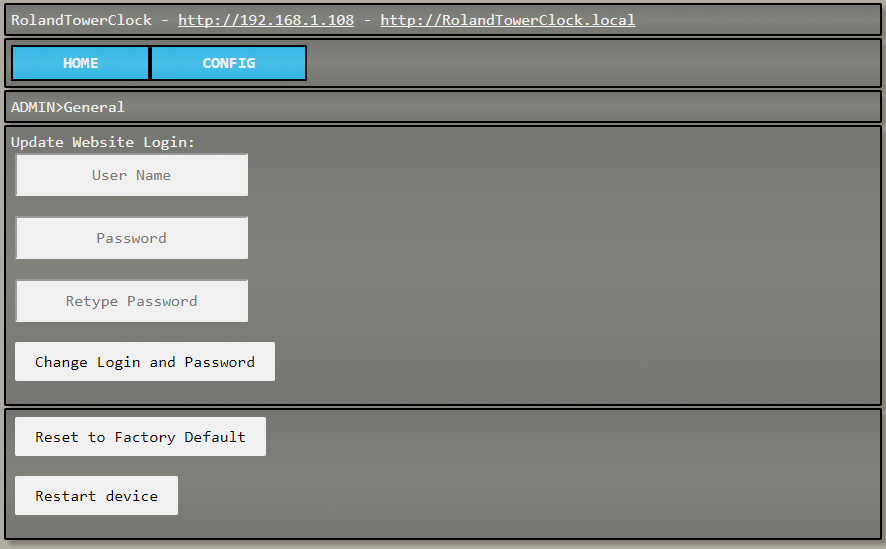 RolandTowerClock - http://192.168.1.108 - http://RolandTowerClock.local
HOME CONFIG
ADMIN>General
Update Website Login:
User Name
Password
Retype Password
Change Login and Password
Reset to Factory Default
Restart device